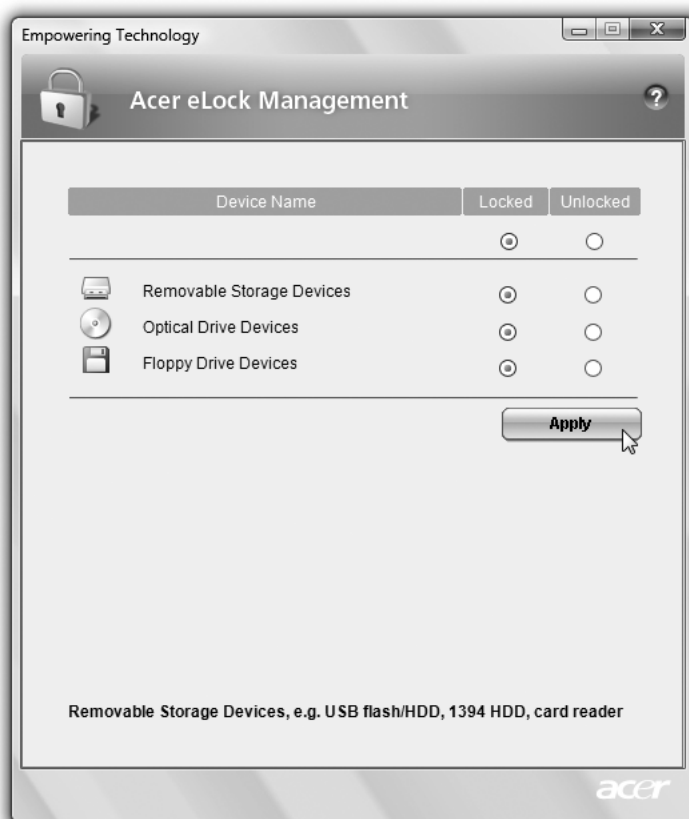 Empowering Technology
Acer eLock Management
?
Device Name Locked Unlocked
Removable Storage Devices
Optical Drive Devices
Floppy Drive Devices
Apply
Removable Storage Devices, e.g. USB flash/HDD, 1394 HDD, card reader
acer